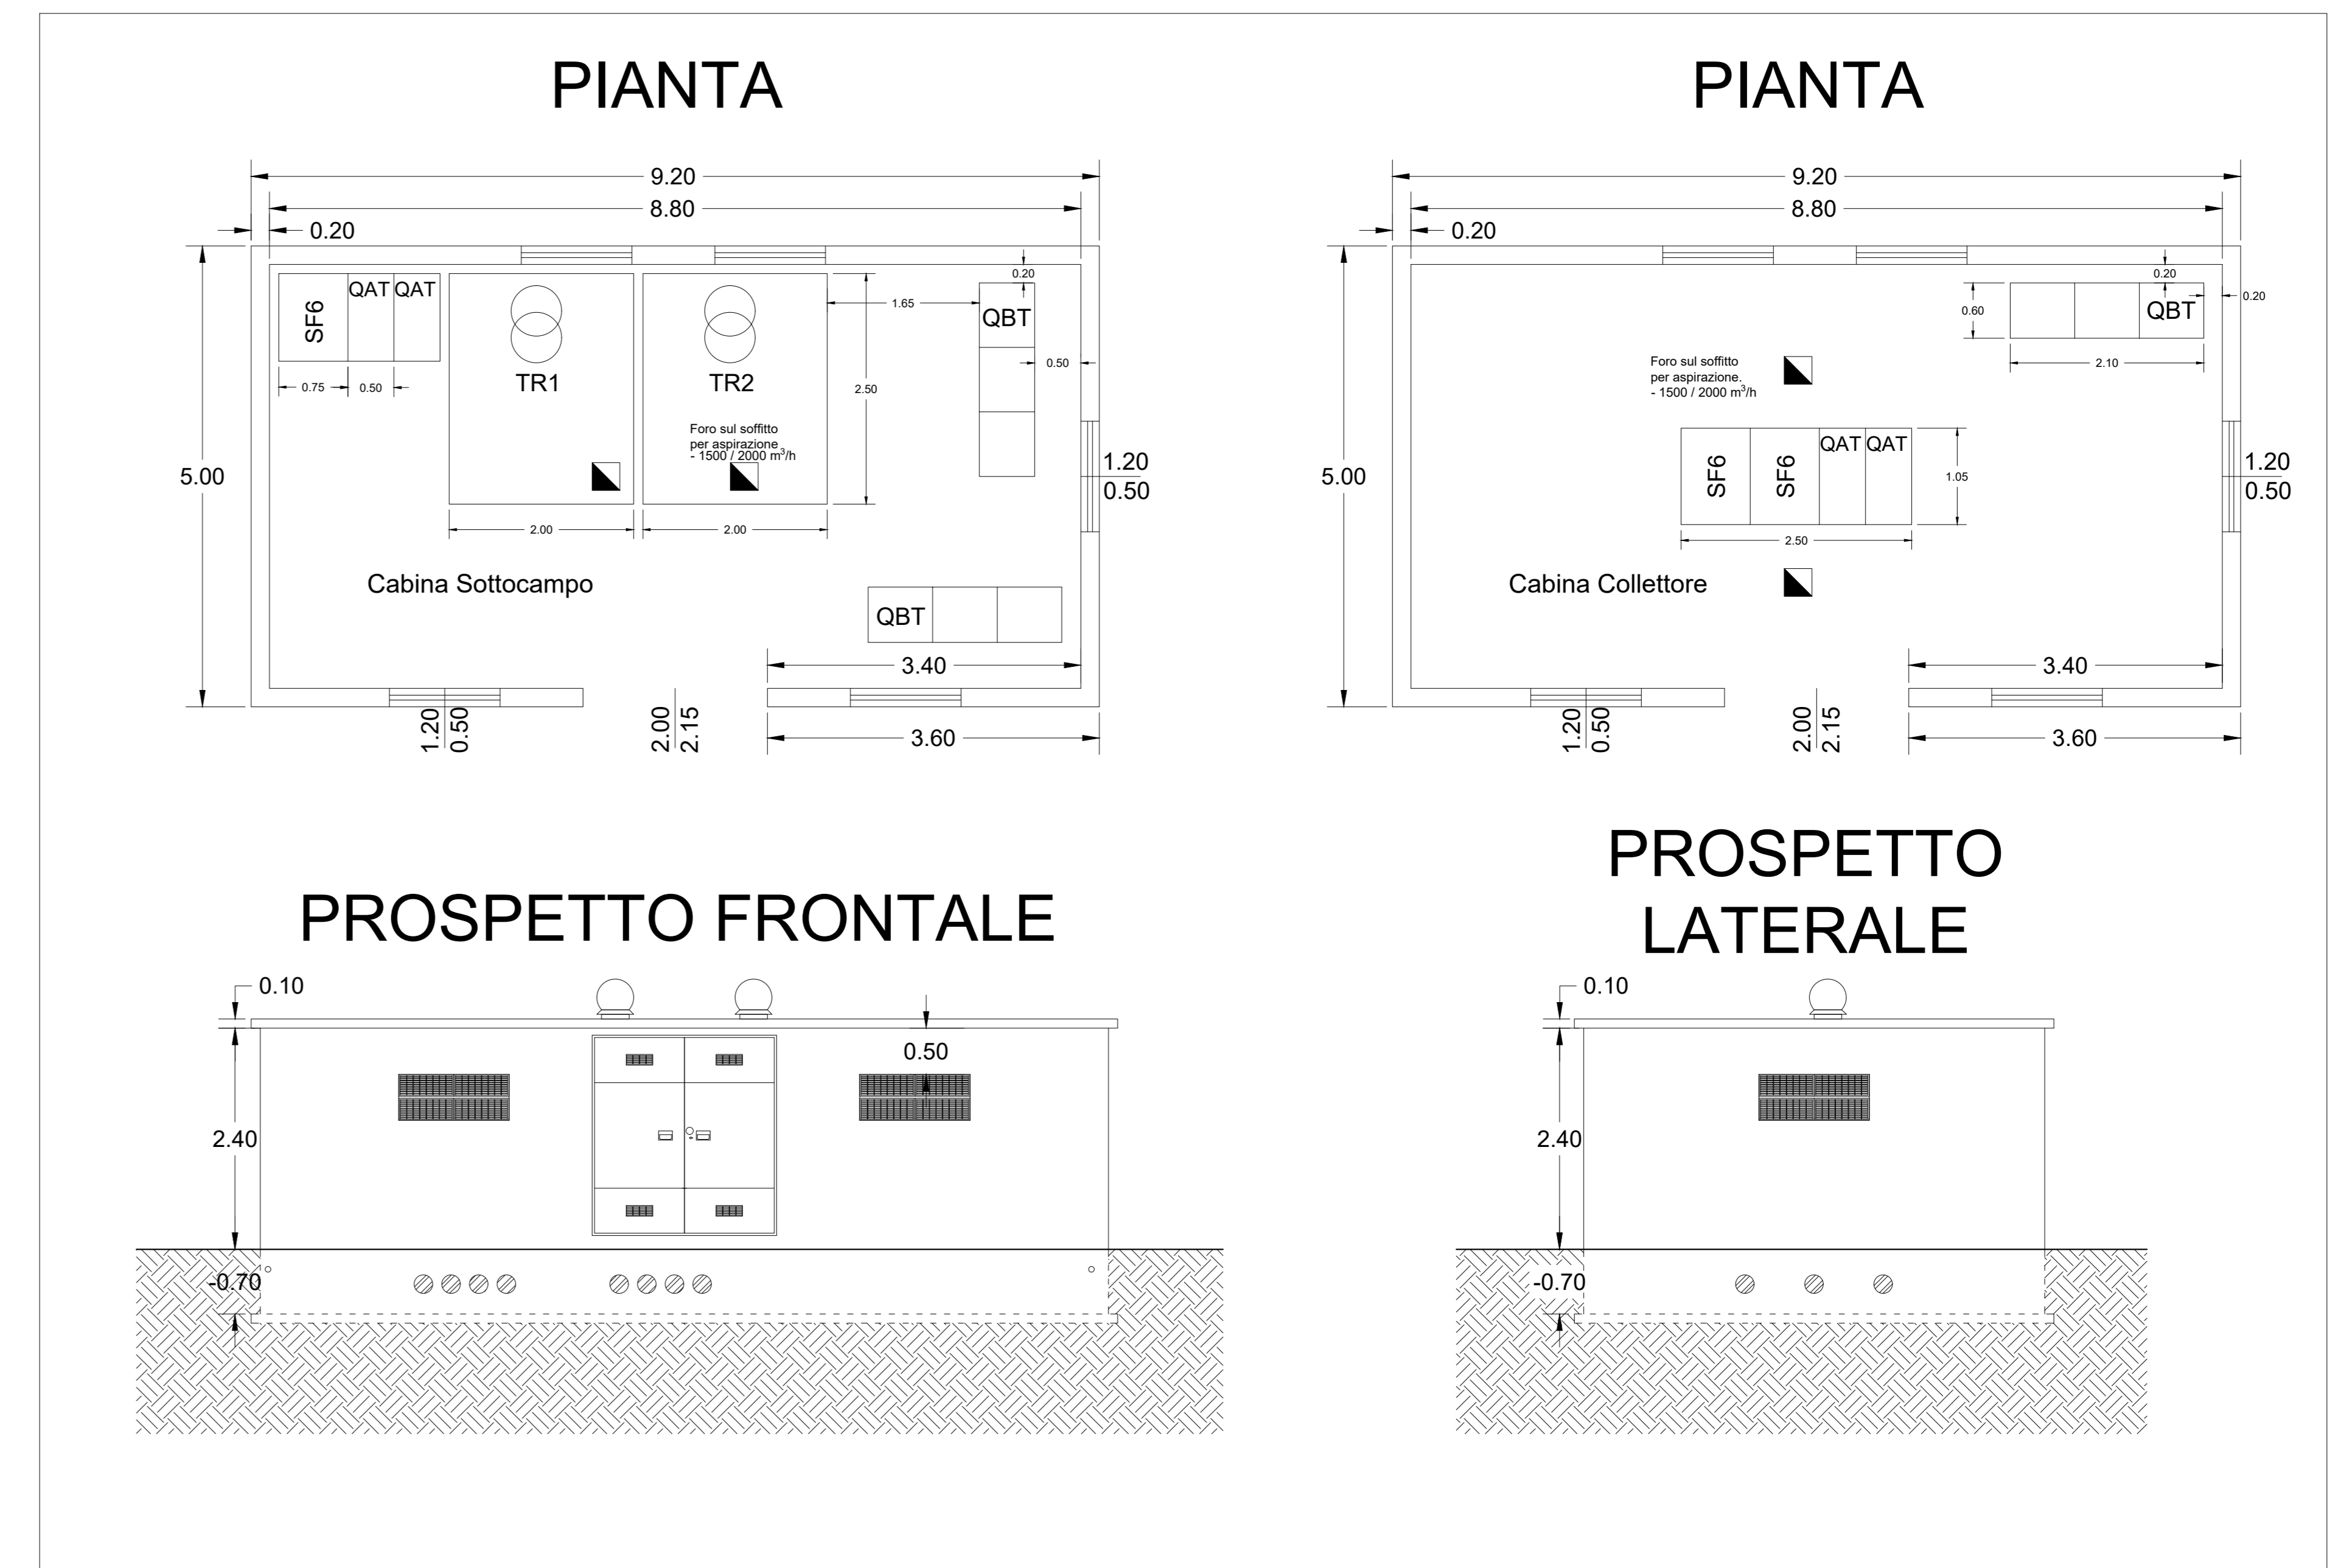 PIANTA
9.20
8.80
0.20
5.00
SF6
QAT
QAT
0.75
0.50
TR1
TR2
Foro sul soffitto
per aspirazione
- 1500 / 2000 m³/h
2.00
2.00
2.50
1.65
0.20
QBT
0.50
1.20
0.50
Cabina Sottocampo
QBT
3.40
3.60
1.20
0.50
2.00
2.15
PIANTA
9.20
8.80
0.20
5.00
0.20
0.20
0.60
QBT
2.10
Foro sul soffitto
per aspirazione.
- 1500 / 2000 m³/h
SF6
SF6
QAT
QAT
1.05
2.50
1.20
0.50
Cabina Collettore
3.40
3.60
1.20
0.50
2.00
2.15
PROSPETTO FRONTALE
0.10
0.50
2.40
-0.70
PROSPETTO
LATERALE
0.10
2.40
-0.70